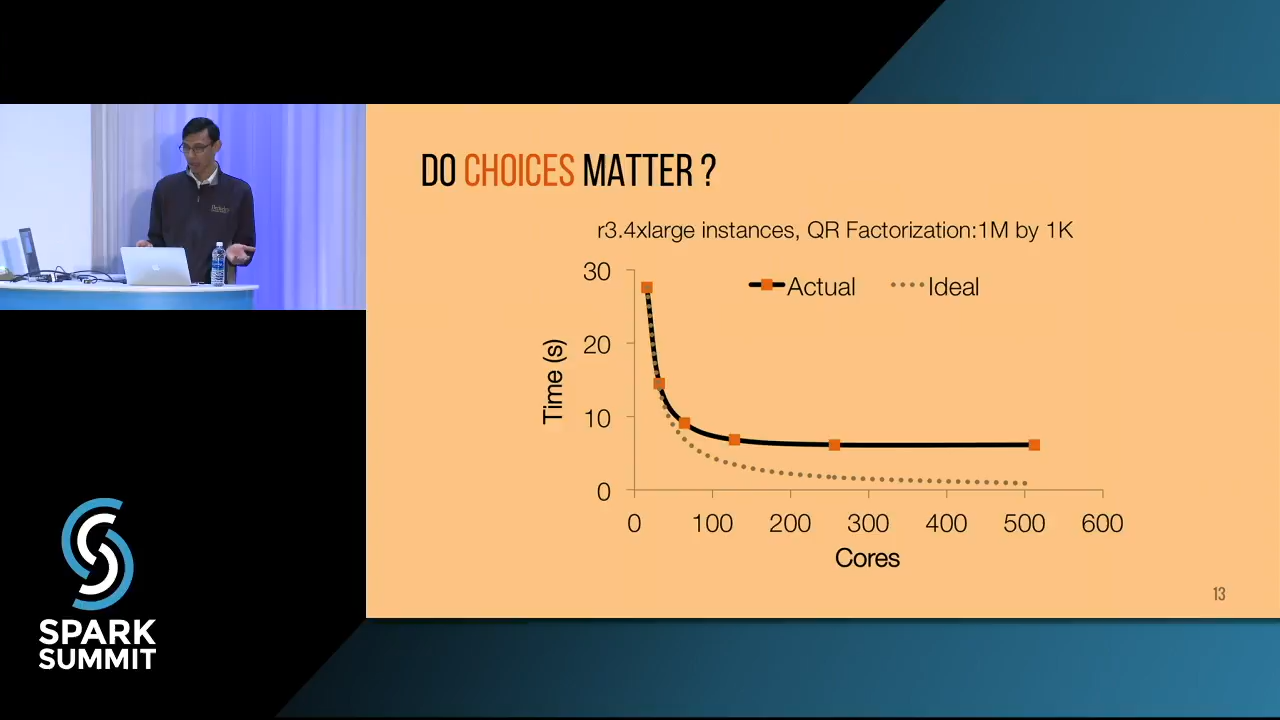 DO CHOICES MATTER ?
r3.4xlarge instances, QR Factorization:1M by 1K
Actual
Ideal
Time (s)
30
20
10
0
0 100 200 300 400 500 600
Cores
13
SPARK
SUMMIT